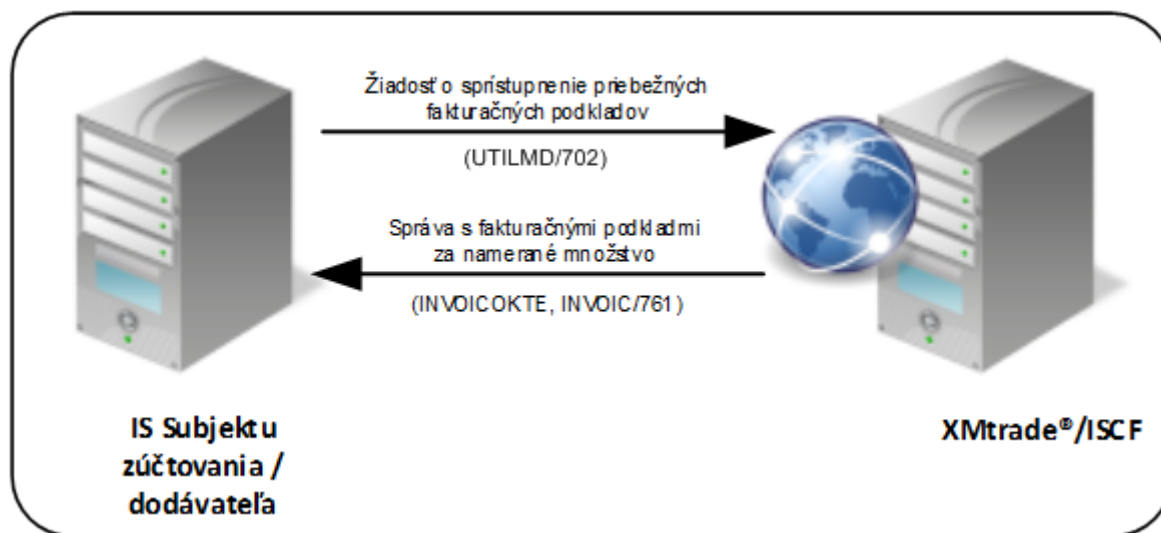 Žiadosť o sprístupnenie priebežných
fakturačných podkladov
(UTILMD/702)
Správa s fakturačnými podkladmi
za namerané množstvo
(INVOICOKTE, INVOIC/761)
IS Subjektu
zúčtovania /
dodávateľa
XMtrade®/ISCF